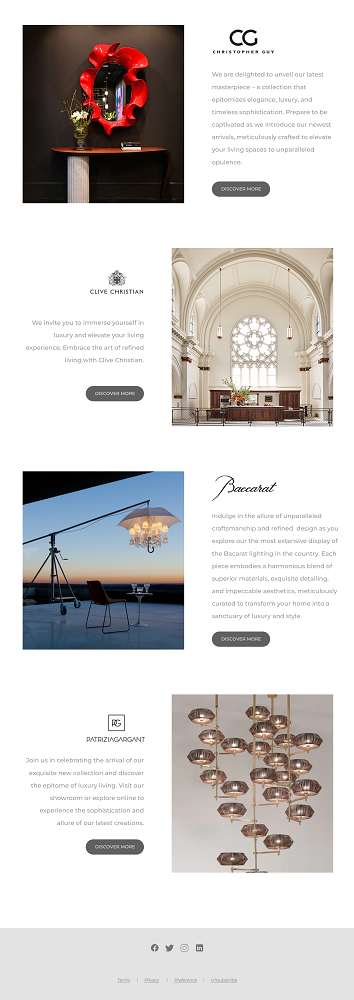 CG
CHRISTOPHER GUY
We are delighted to unveil our latest
masterpiece – a collection that
epitomizes elegance, luxury, and
timeless sophistication. Prepare to be
captivated as we introduce our newest
arrivals, meticulously crafted to elevate
your living spaces to unparalleled
opulence.
DISCOVER MORE
CLIVE CHRISTIAN
We invite you to immerse yourself in
luxury and elevate your living
experience. Embrace the art of refined
living with Clive Christian.
DISCOVER MORE
Baccarat
Indulge in the allure of unparalleled
craftsmanship and refined design as you
explore our the most extensive display of
the Bacarat lighting in the country. Each
piece embodies a harmonious blend of
superior materials, exquisite detailing,
and impeccable aesthetics, meticulously
curated to transform your home into a
sanctuary of luxury and style.
DISCOVER MORE
PG
PATRIZIAGARGANT
Join us in celebrating the arrival of our
exquisite new collection and discover
the epitome of luxury living. Visit our
showroom or explore online to
experience the sophistication and
allure of our latest creations.
DISCOVER MORE
Terms | Privacy | Preference | Unsubscribe